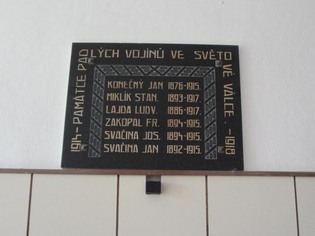 1914 - PAMÁTCE PADLÝCH VOJÍNŮ VE SVĚTOVÉ VÁLCE. - 1918
KONEČNÝ JAN 1876-1915.
MIKLÍK STAN. 1893-1917.
LAJDA LUDV. 1886-1917.
ZAKOPAL FR. 1894-1915.
SVAČINA JOS. 1894-1915.
SVAČINA JAN 1892-1915.